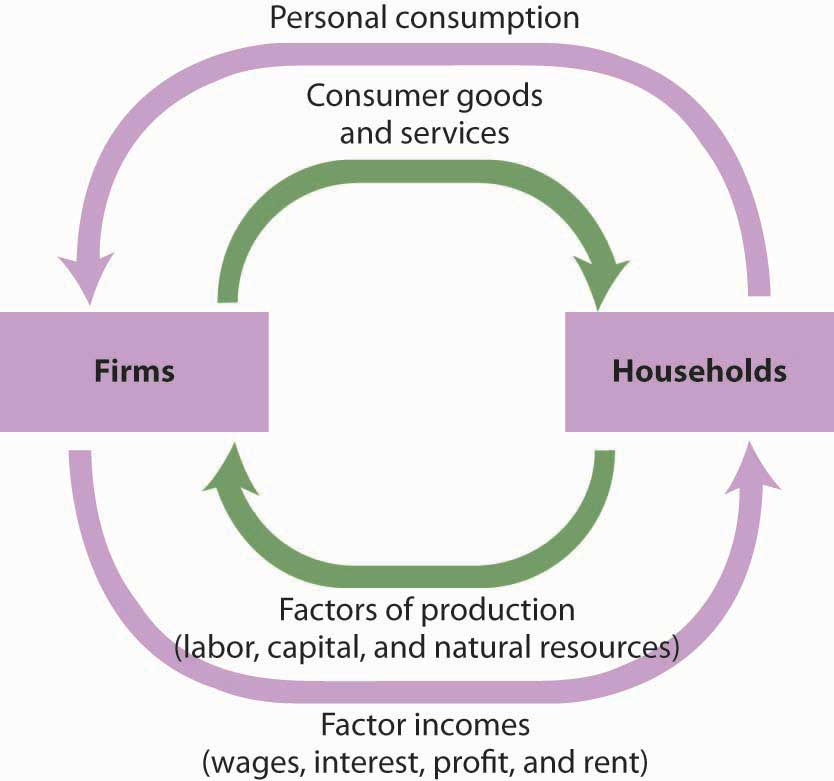 Personal consumption
Consumer goods
and services
Firms
Households
Factors of production
(labor, capital, and natural resources)
Factor incomes
(wages, interest, profit, and rent)